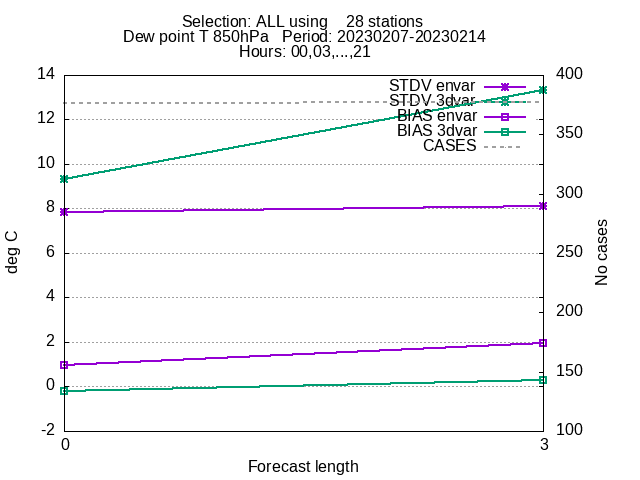 Selection: ALL using    28 stations
Dew point T 850hPa   Period: 20230207-20230214
Hours: 00,03,...,21
14 400
STDV envar
STDV 3dvar
12 BIAS envar
BIAS 3dvar 350
CASES
10
8 300
6 250
4
2 200
0 150
-2 100
deg C
No cases
0 3
Forecast length